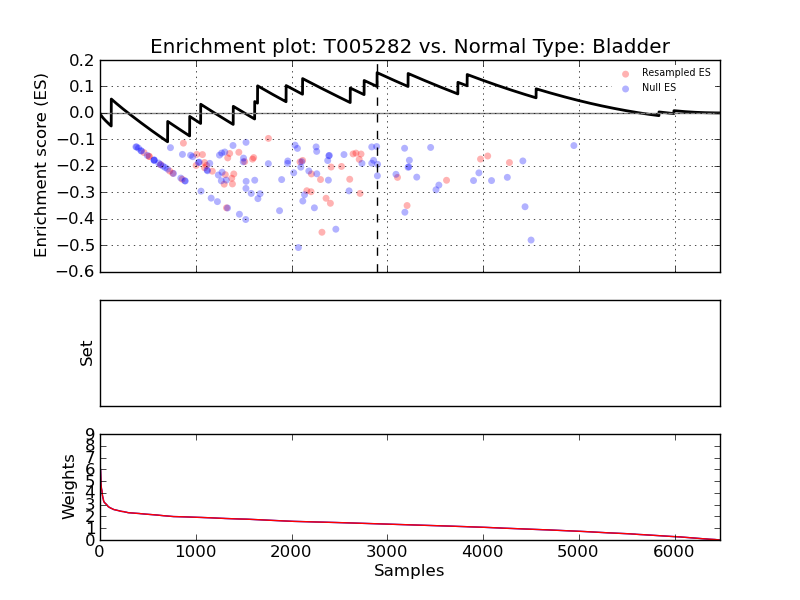 Enrichment plot: T005282 vs. Normal Type: Bladder
Enrichment score (ES)
0.2
0.1
0.0
−0.1
−0.2
−0.3
−0.4
−0.5
−0.6
Resampled ES
Null ES
Set
Weights
9
8
7
6
5
4
3
2
1
0
0 1000 2000 3000 4000 5000 6000
Samples